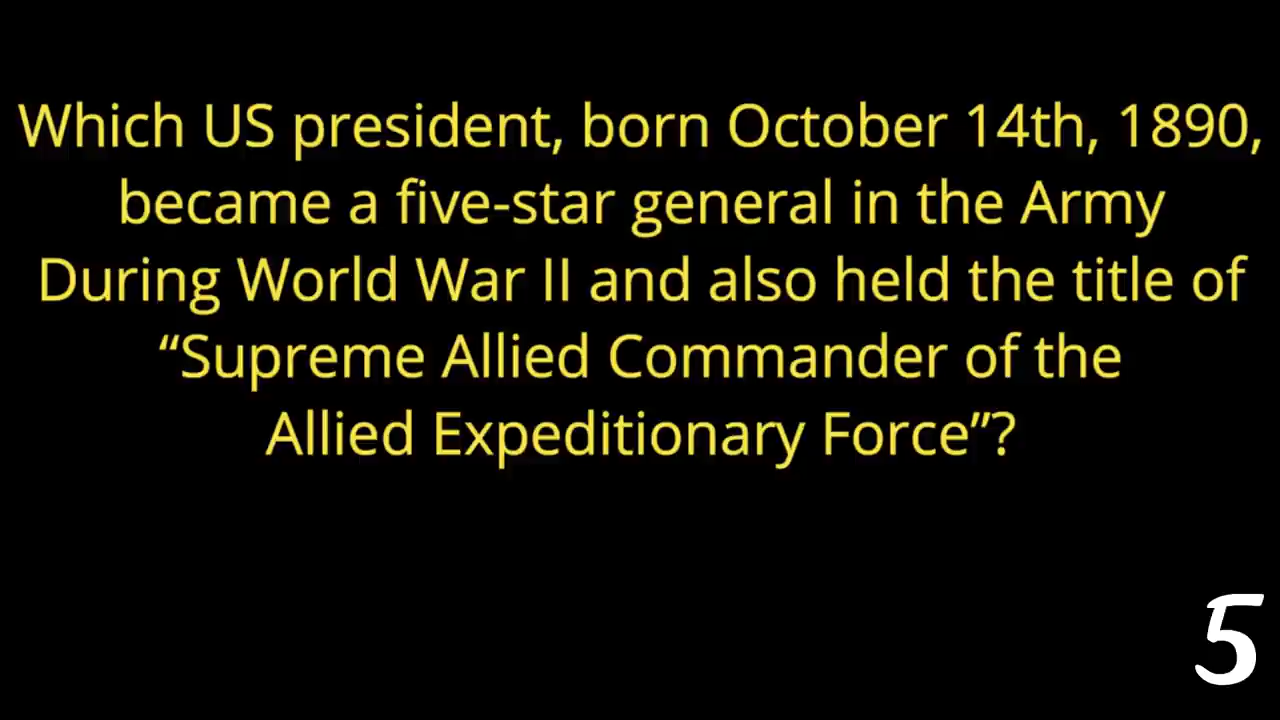 Which US president, born October 14th, 1890,
became a five-star general in the Army
During World War II and also held the title of
“Supreme Allied Commander of the
Allied Expeditionary Force”?
5